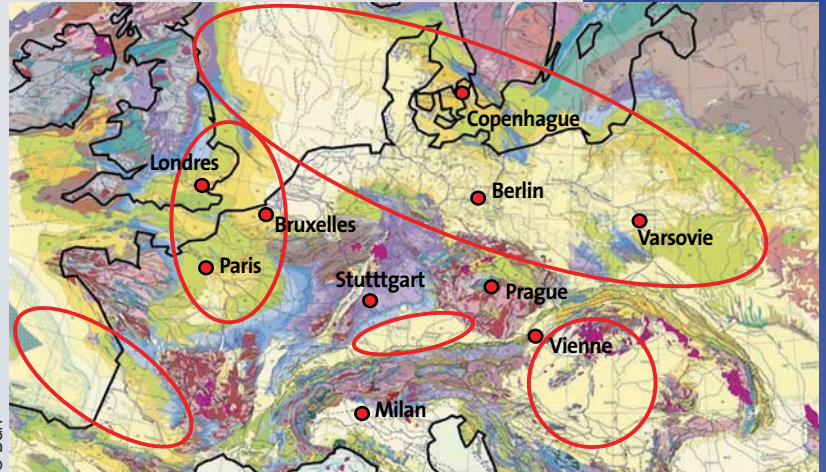 Copenhague
Londres
Berlin
Bruxelles
Varsovie
Paris
Stutttgart
Prague
Vienne
Milan